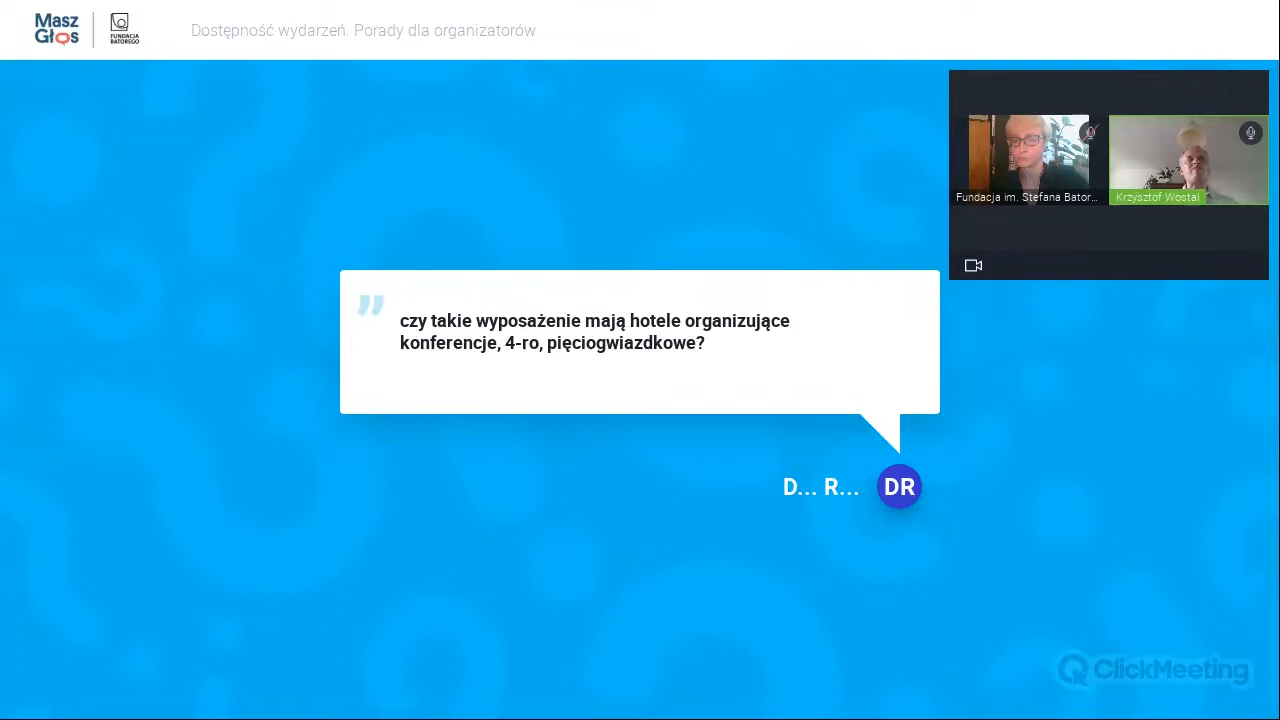 Masz
Głos
FUNDACJA
BATOREGO
Dostępność wydarzeń. Porady dla organizatorów
Fundacja im. Stefana Bator...
Krzysztof Wostal
czy takie wyposażenie mają hotele organizujące
konferencje, 4-ro, pięciogwiazdkowe?
D... R...
DR
ClickMeeting